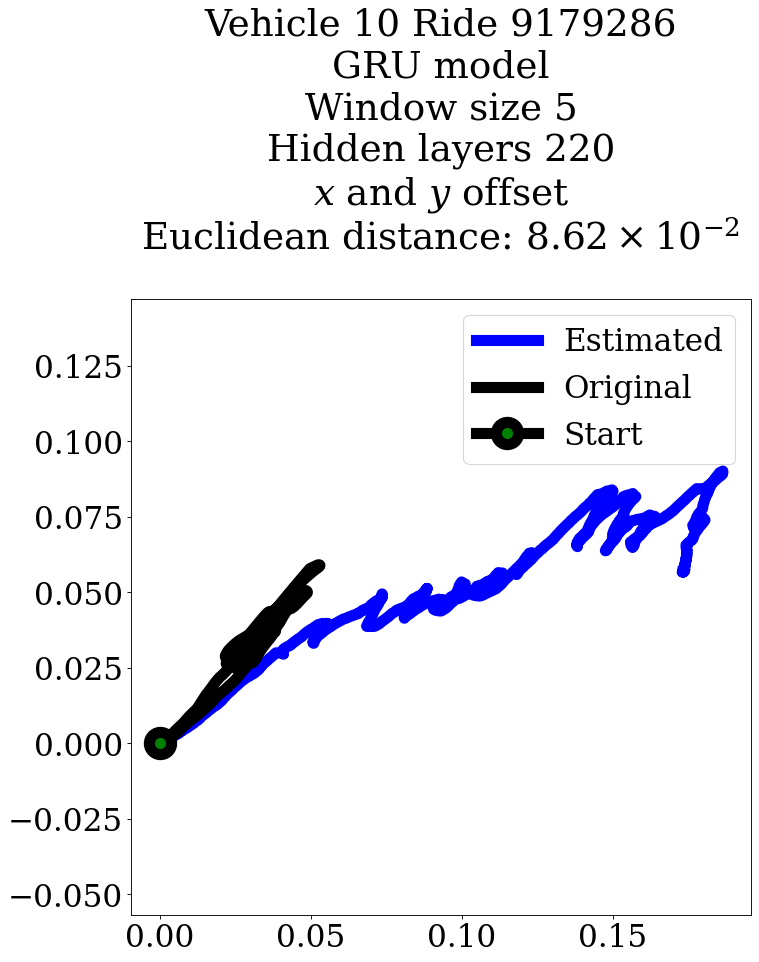 Vehicle 10 Ride 9179286
GRU model
Window size 5
Hidden layers 220
x and y offset
Euclidean distance: 8.62 × 10⁻²
Estimated
Original
Start
0.125
0.100
0.075
0.050
0.025
0.000
−0.025
−0.050
0.00 0.05 0.10 0.15